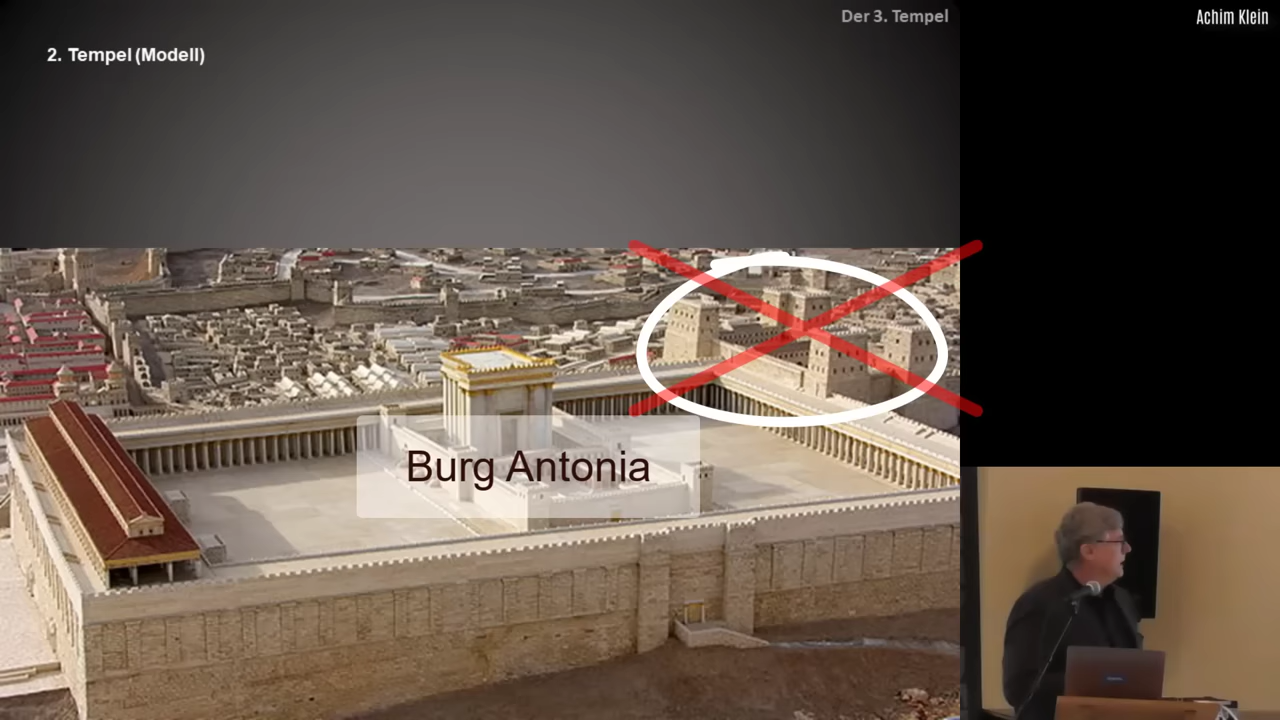 Der 3. Tempel
Achim Klein
2. Tempel (Modell)
Burg Antonia